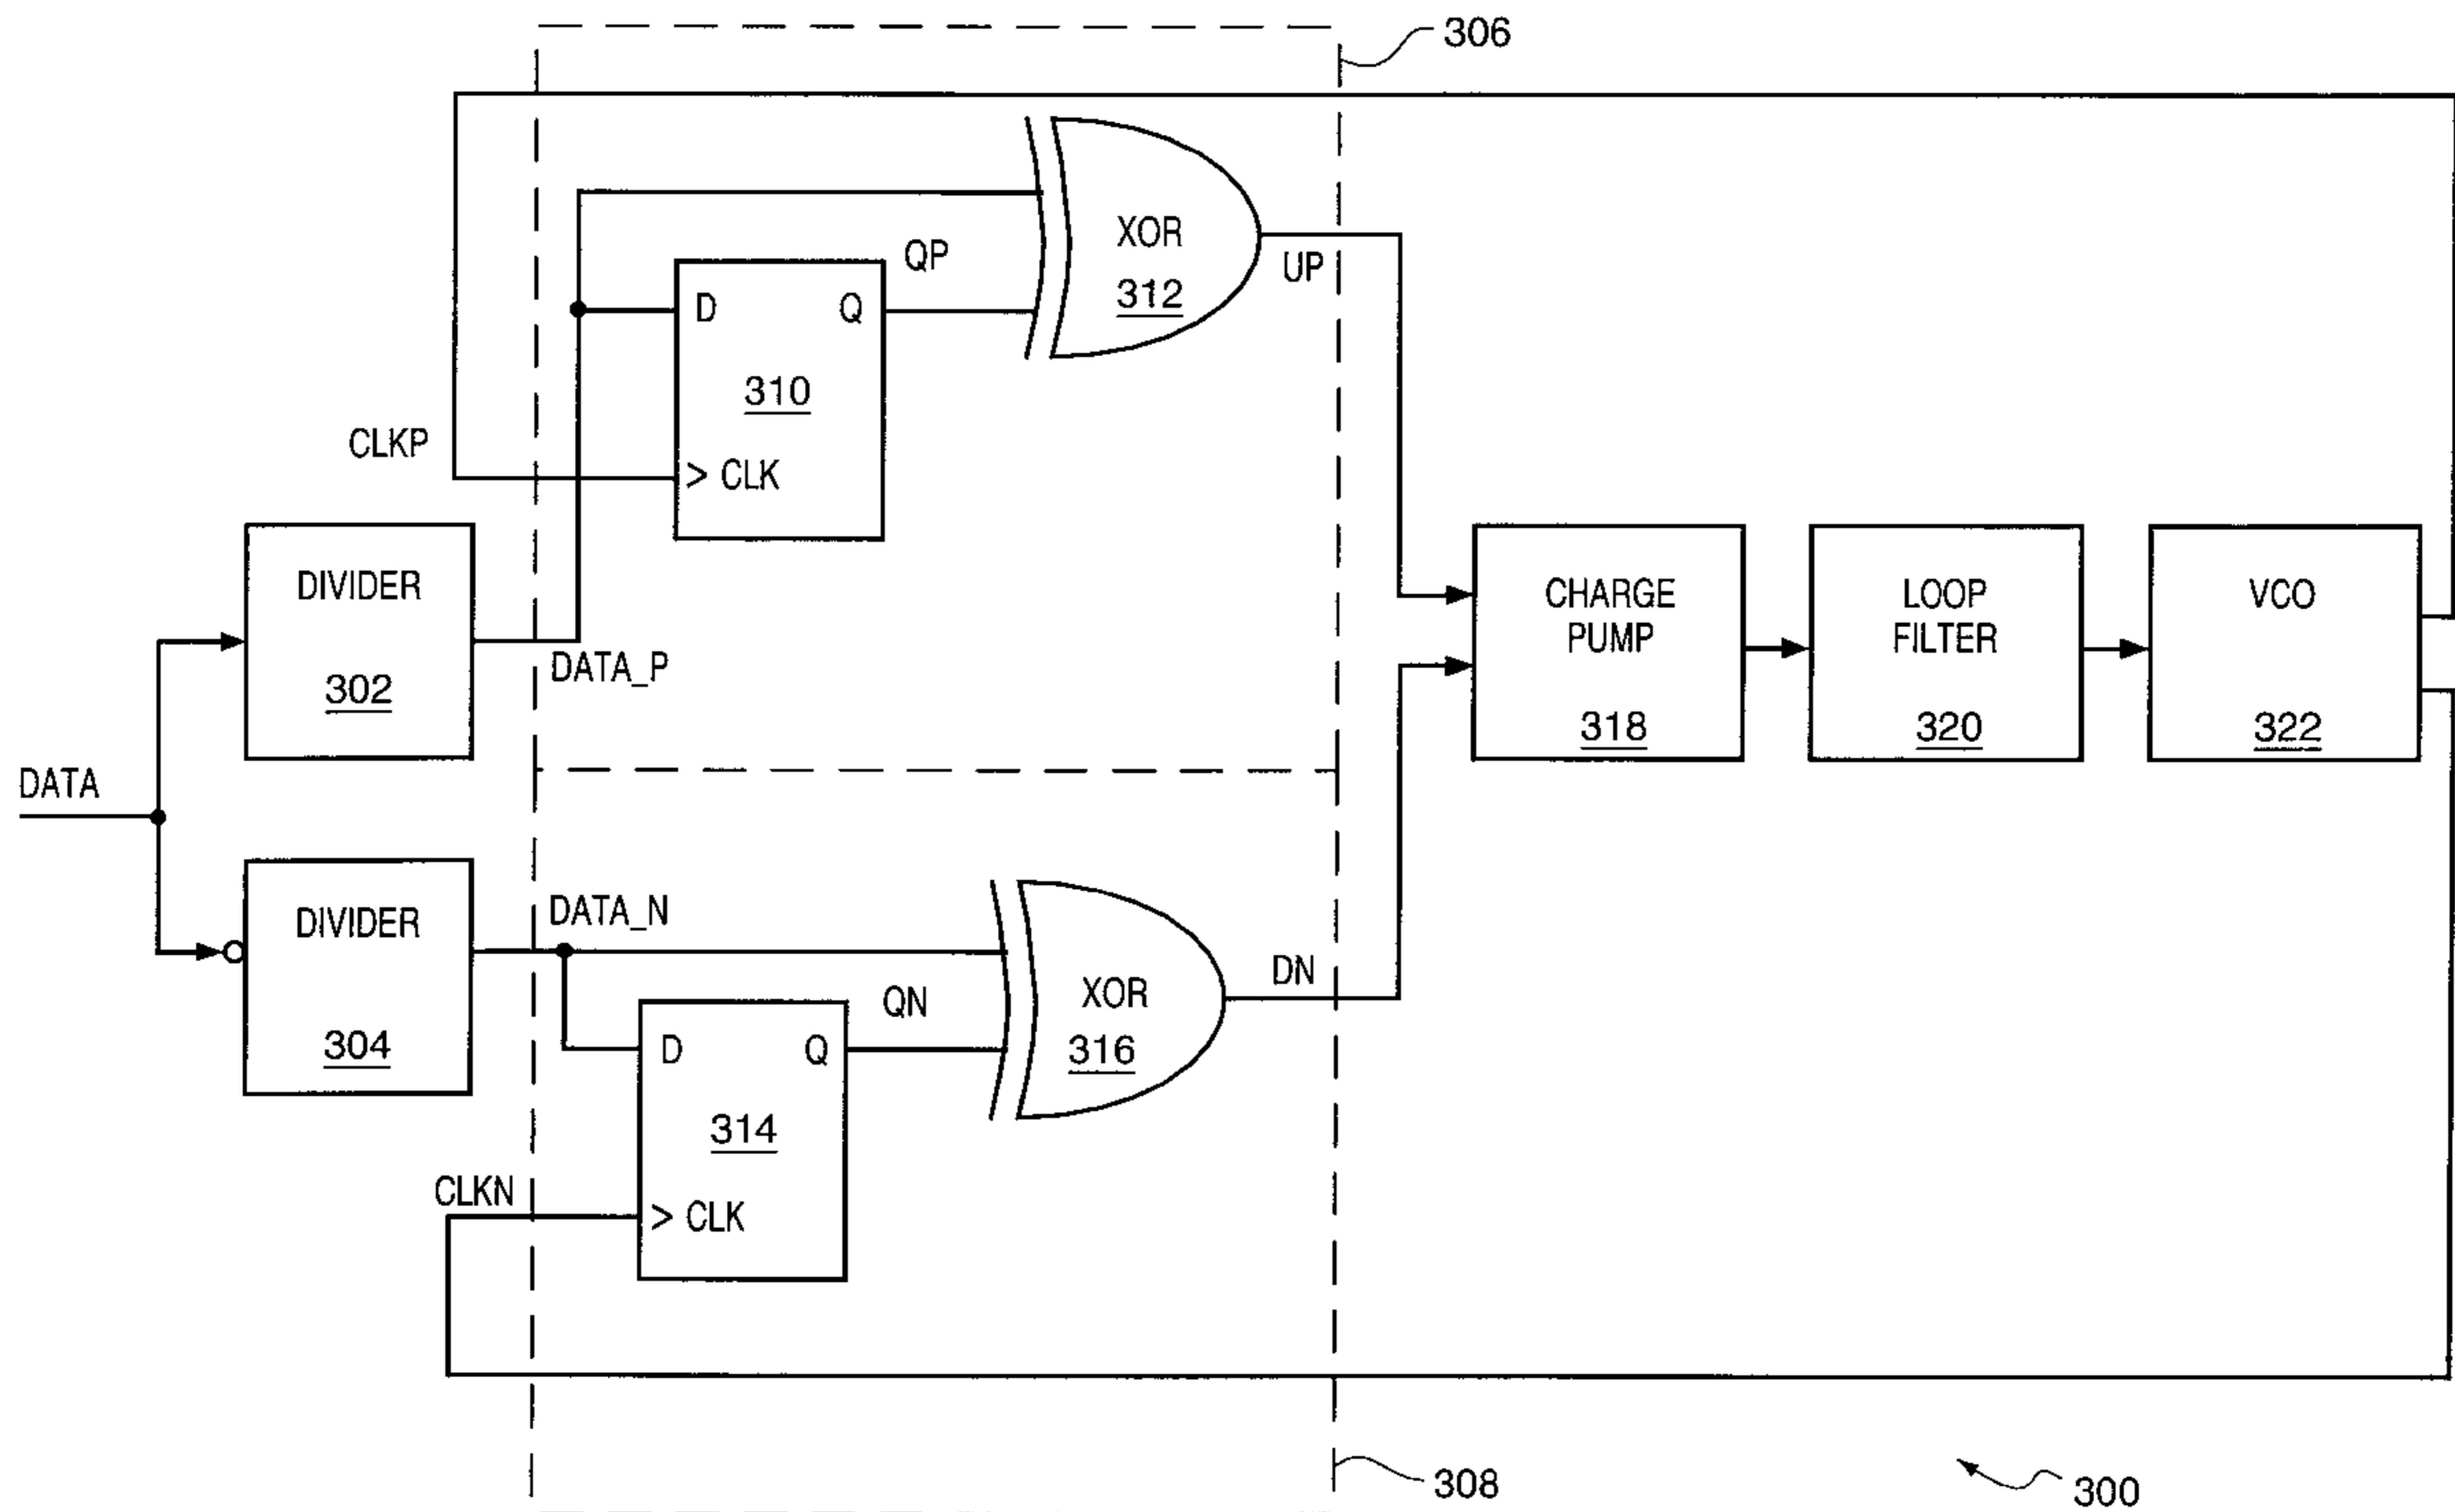 306
XOR
312
QP
UP
D
Q
310
CLKP
> CLK
DIVIDER
302
DATA_P
CHARGE
PUMP
318
LOOP
FILTER
320
VCO
322
DATA
DIVIDER
304
DATA_N
XOR
316
QN
DN
D
Q
314
CLKN
> CLK
308
300